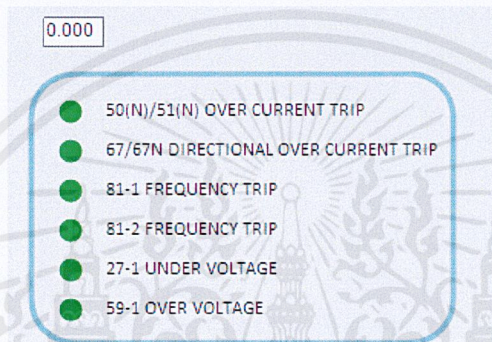 0.000
50(N)/51(N) OVER CURRENT TRIP
67/67N DIRECTIONAL OVER CURRENT TRIP
81-1 FREQUENCY TRIP
81-2 FREQUENCY TRIP
27-1 UNDER VOLTAGE
59-1 OVER VOLTAGE